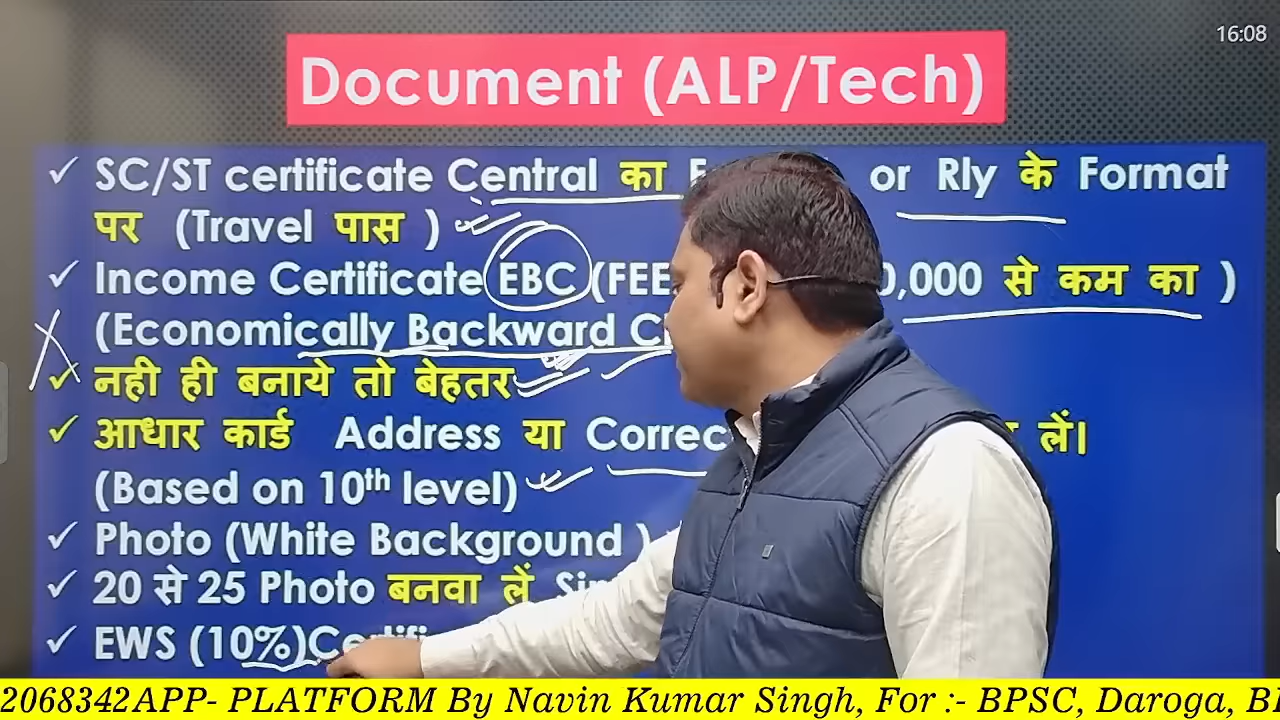 16:08
Document (ALP/Tech)
✓ SC/ST certificate Central का or Rly के Format
पर (Travel पास )
✓ Income Certificate EBC (FEE 0,000 से कम का )
(Economically Backward
✓ नही ही बनाये तो बेहतर
✓ आधार कार्ड Address या Correc लें।
(Based on 10th level)
✓ Photo (White Background )
✓ 20 से 25 Photo बनवा लें
✓ EWS (10%)
2068342APP- PLATFORM By Navin Kumar Singh, For :- BPSC, Daroga,